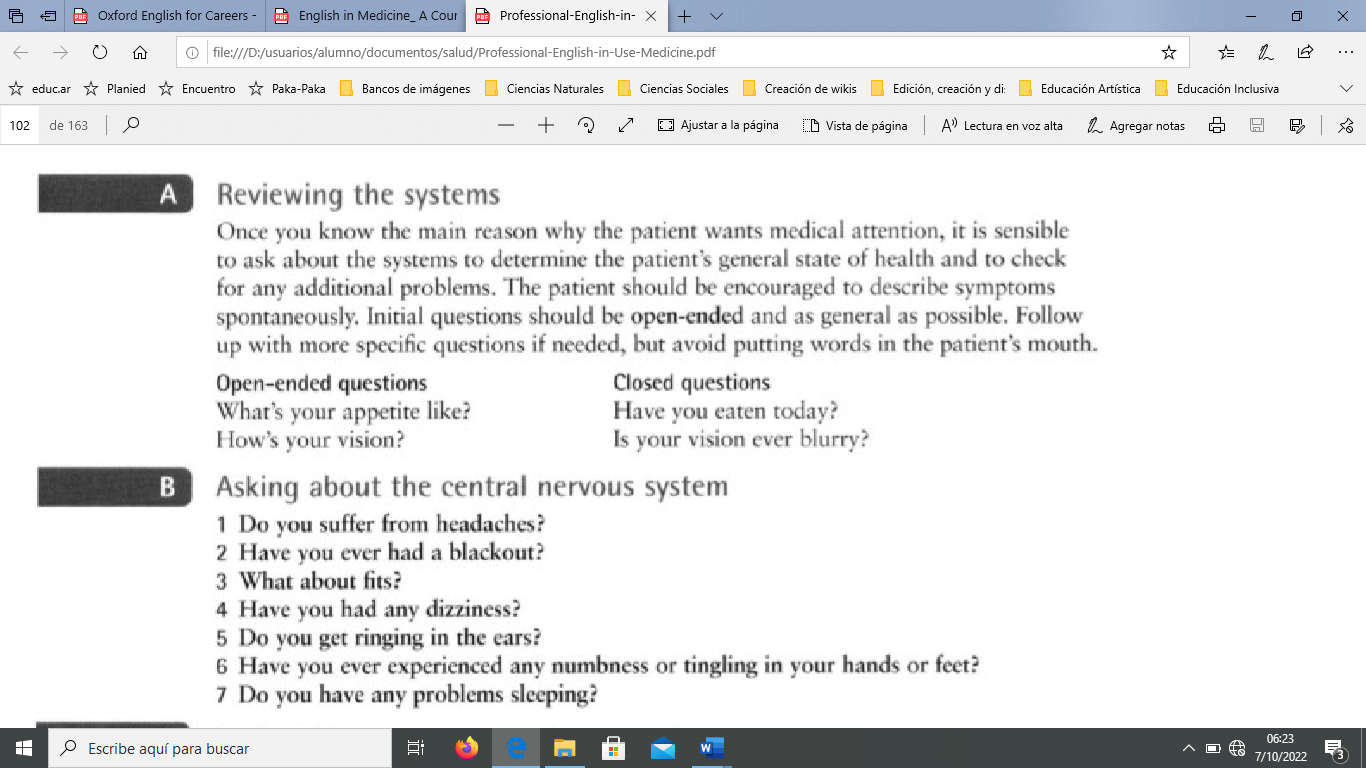 Oxford English for Careers -
English in Medicine_ A Cour
Professional-English-in-
file:///D:/usuarios/alumno/documentos/salud/Professional-English-in-Use-Medicine.pdf
educ.ar Planied Encuentro Paka-Paka Bancos de imágenes Ciencias Naturales Ciencias Sociales Creación de wikis Edición, creación y di Educación Artística Educación Inclusiva
102 de 163 Ajustar a la página Vista de página Lectura en voz alta Agregar notas
A Reviewing the systems
Once you know the main reason why the patient wants medical attention, it is sensible
to ask about the systems to determine the patient's general state of health and to check
for any additional problems. The patient should be encouraged to describe symptoms
spontaneously. Initial questions should be open-ended and as general as possible. Follow
up with more specific questions if needed, but avoid putting words in the patient's mouth.
Open-ended questions Closed questions
What's your appetite like? Have you eaten today?
How's your vision? Is your vision ever blurry?
B Asking about the central nervous system
1 Do you suffer from headaches?
2 Have you ever had a blackout?
3 What about fits?
4 Have you had any dizziness?
5 Do you get ringing in the ears?
6 Have you ever experienced any numbness or tingling in your hands or feet?
7 Do you have any problems sleeping?
Escribe aquí para buscar
06:23
7/10/2022
3